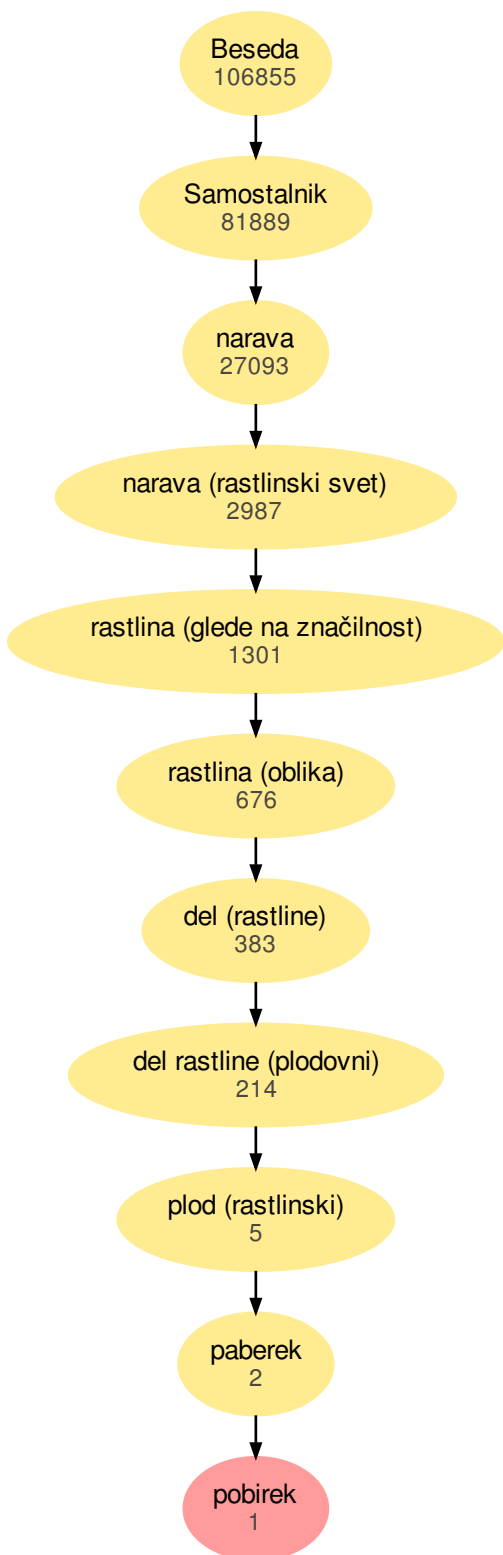 Beseda
106855
Samostalnik
81889
narava
27093
narava (rastlinski svet)
2987
rastlina (glede na značilnost)
1301
rastlina (oblika)
676
del (rastline)
383
del rastline (plodovni)
214
plod (rastlinski)
5
paberek
2
pobirek
1